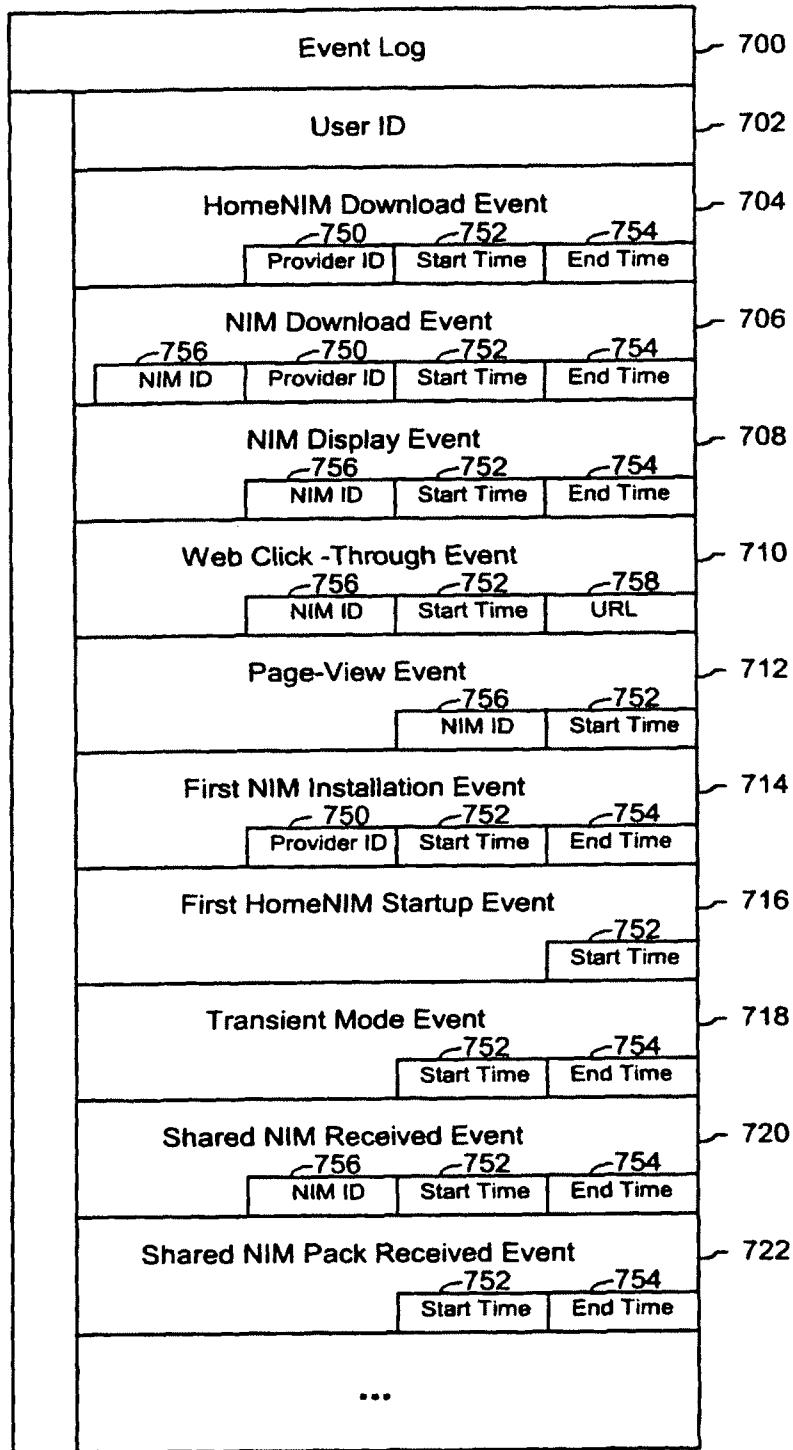 Event Log 700
User ID 702
HomeNIM Download Event 704
750 752 754
Provider ID Start Time End Time
NIM Download Event 706
756 750 752 754
NIM ID Provider ID Start Time End Time
NIM Display Event 708
756 752 754
NIM ID Start Time End Time
Web Click -Through Event 710
756 752 758
NIM ID Start Time URL
Page-View Event 712
756 752
NIM ID Start Time
First NIM Installation Event 714
750 752 754
Provider ID Start Time End Time
First HomeNIM Startup Event 716
752
Start Time
Transient Mode Event 718
752 754
Start Time End Time
Shared NIM Received Event 720
756 752 754
NIM ID Start Time End Time
Shared NIM Pack Received Event 722
752 754
Start Time End Time
...